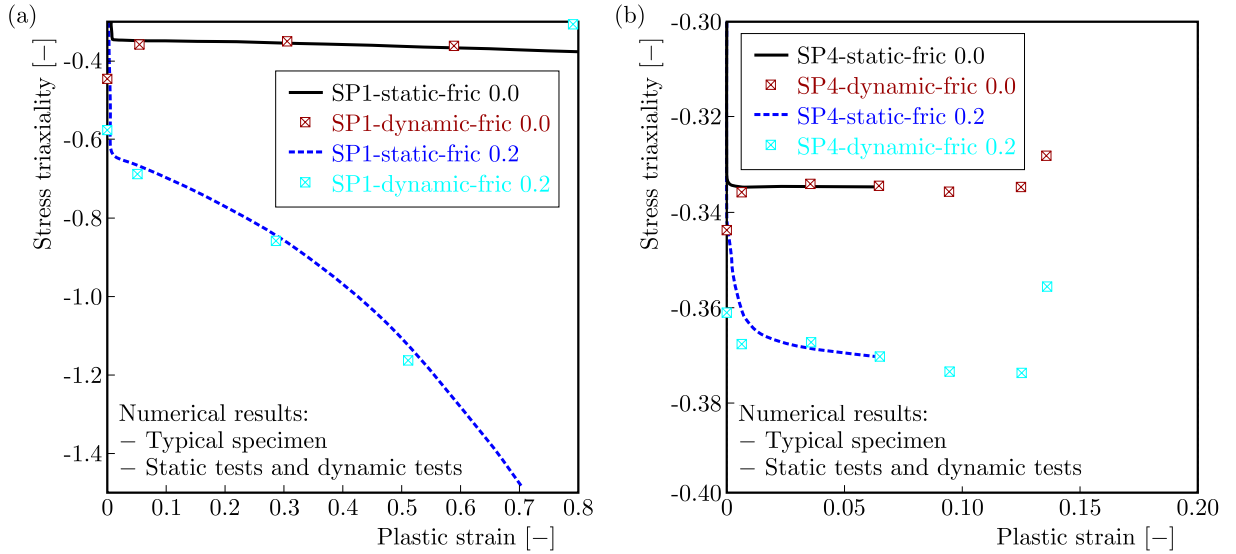 (a)
Stress triaxiality [−]
-0.4
-0.6
-0.8
-1.0
-1.2
-1.4
SP1-static-fric 0.0
SP1-dynamic-fric 0.0
SP1-static-fric 0.2
SP1-dynamic-fric 0.2
Numerical results:
− Typical specimen
− Static tests and dynamic tests
0 0.1 0.2 0.3 0.4 0.5 0.6 0.7 0.8
Plastic strain [−]
(b)
Stress triaxiality [−]
-0.30
-0.32
-0.34
-0.36
-0.38
-0.40
SP4-static-fric 0.0
SP4-dynamic-fric 0.0
SP4-static-fric 0.2
SP4-dynamic-fric 0.2
Numerical results:
− Typical specimen
− Static tests and dynamic tests
0 0.05 0.10 0.15 0.20
Plastic strain [−]